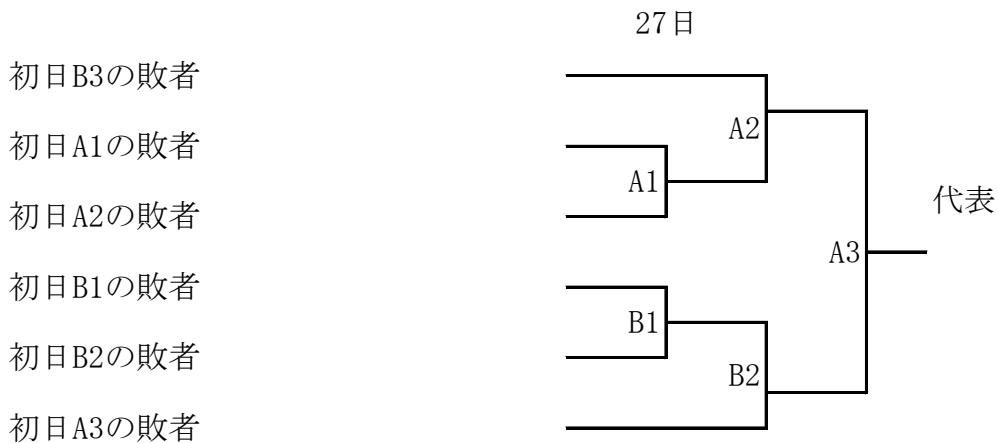 27日
初日B3の敗者
A2
初日A1の敗者
A1
代表
初日A2の敗者
A3
初日B1の敗者
B1
初日B2の敗者
B2
初日A3の敗者